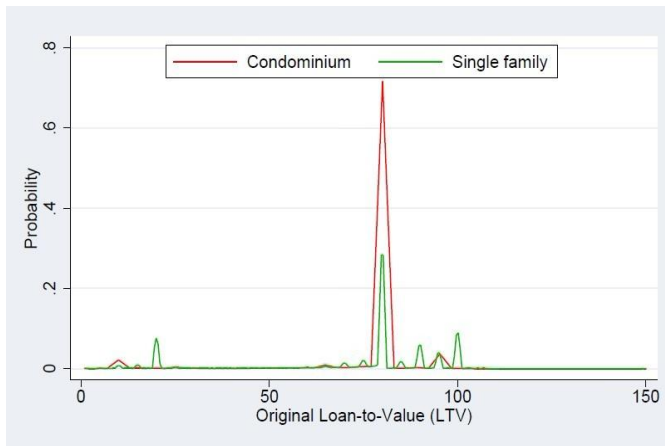 .8
Condominium Single family
.6
.4
.2
0
Probability
0 50 100 150
Original Loan-to-Value (LTV)